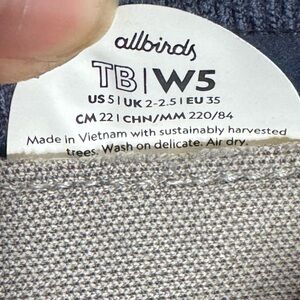 allbirds
TB | W5
US 5 | UK 2-2.5 | EU 35
CM 22 | CHN/MM 220/84
Made in Vietnam with sustainably harvested
trees. Wash on delicate. Air dry.